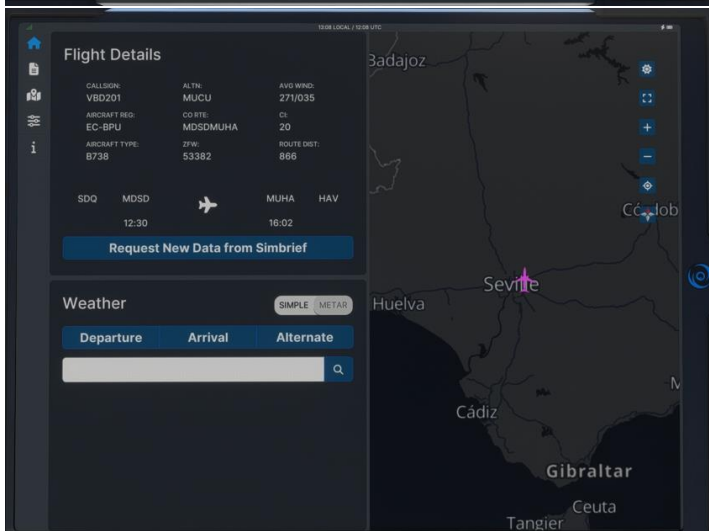 13:08 LOCAL / 12:08 UTC
Flight Details
CALLSIGN: ALTN: AVG WIND:
VBD201 MUCU 271/035
AIRCRAFT REG: CO RTE: CI:
EC-BPU MDSDMUHA 20
AIRCRAFT TYPE: ZFW: ROUTE DIST:
B738 53382 866
SDQ MDSD MUHA HAV
12:30 16:02
Request New Data from Simbrief
Weather
SIMPLE METAR
Departure Arrival Alternate
Badajoz
Seville
Huelva
Cádiz
Gibraltar
Ceuta
Tangier